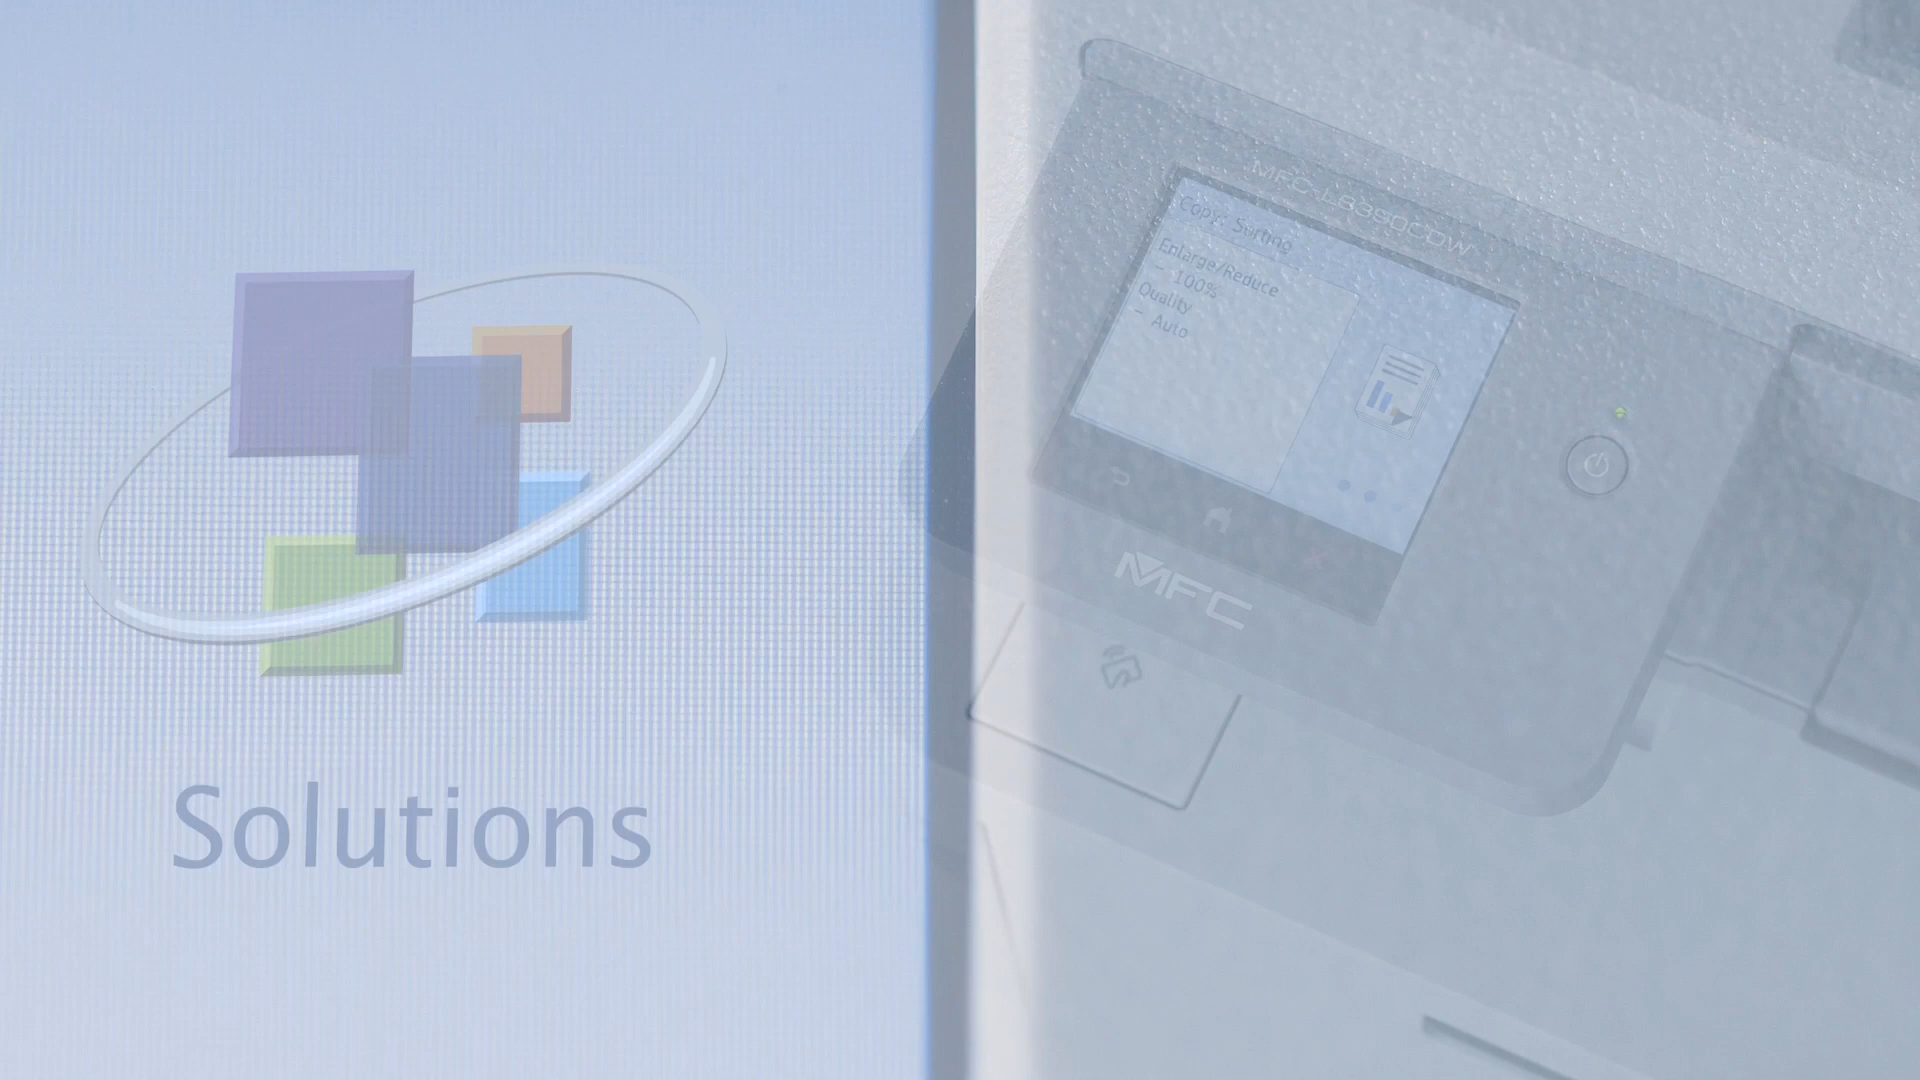 Solutions
MFC-L8390CDW
Copy: Sorting
Enlarge/Reduce
- 100%
Quality
- Auto
MFC